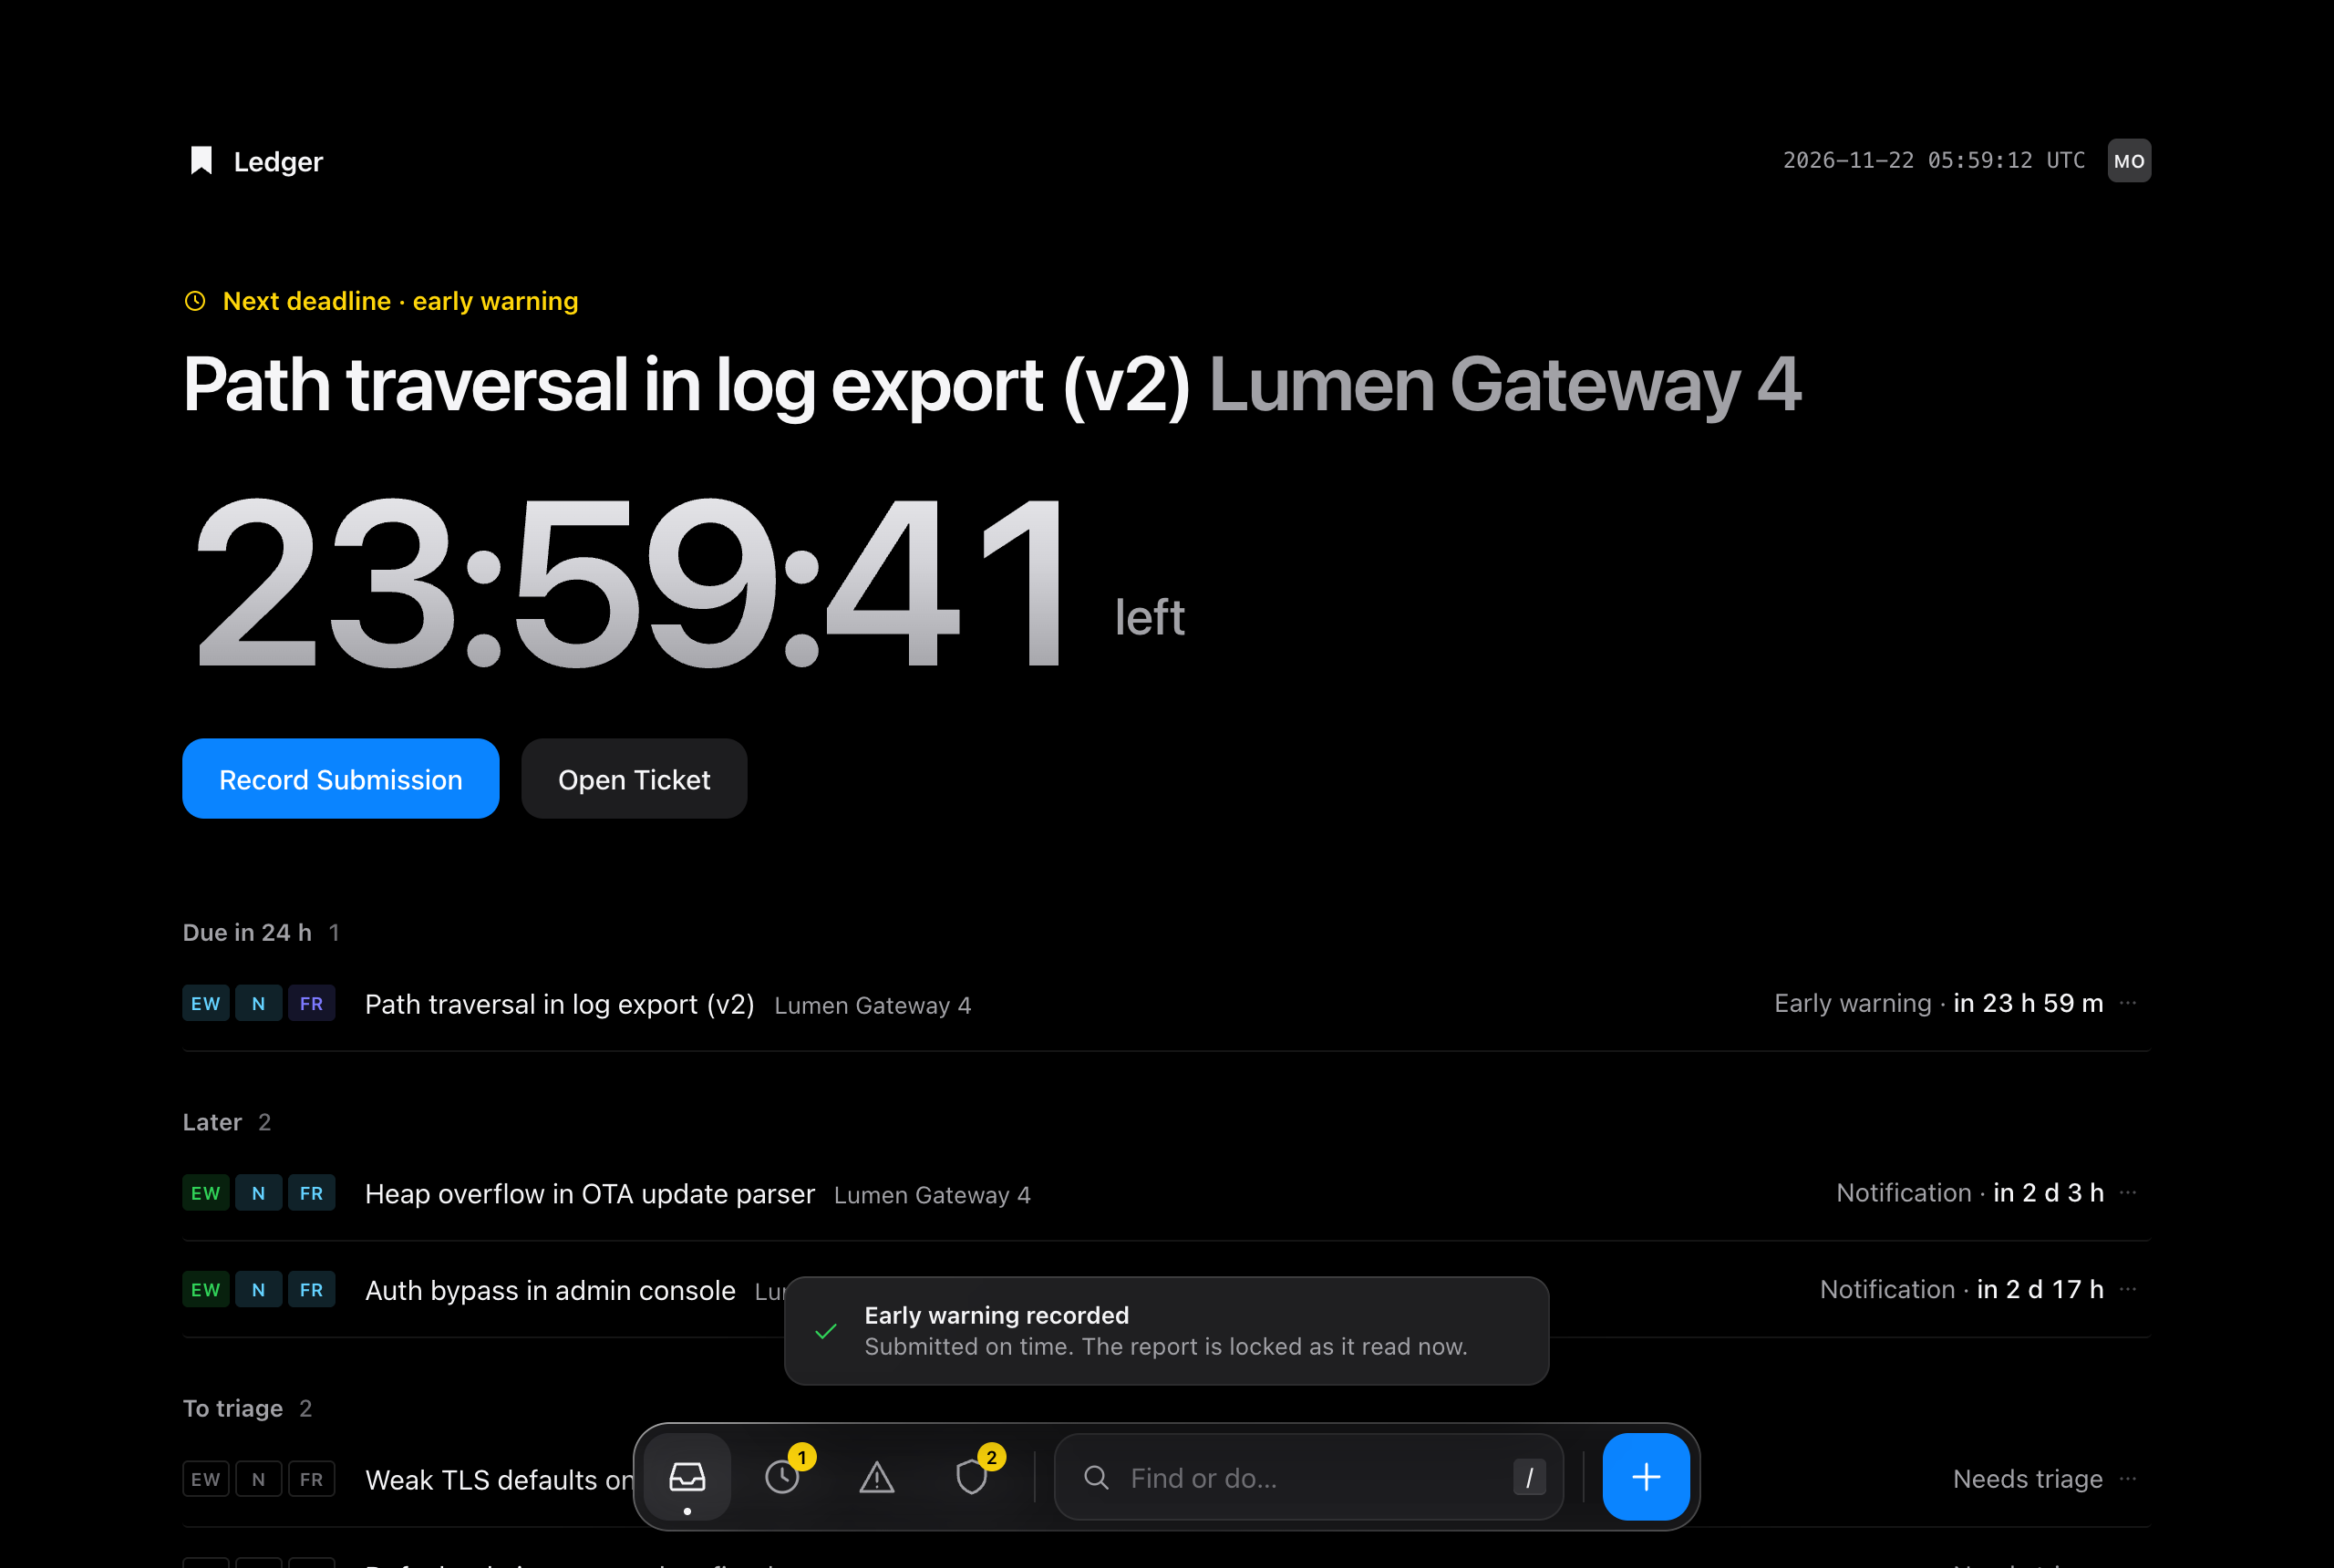 Ledger
2026-11-22 05:59:12 UTC MO
Next deadline · early warning
Path traversal in log export (v2) Lumen Gateway 4
23:59:41 left
Record Submission Open Ticket
Due in 24 h 1
EW N FR Path traversal in log export (v2) Lumen Gateway 4 Early warning · in 23 h 59 m ···
Later 2
EW N FR Heap overflow in OTA update parser Lumen Gateway 4 Notification · in 2 d 3 h ···
EW N FR Auth bypass in admin console Notification · in 2 d 17 h ···
Early warning recorded
Submitted on time. The report is locked as it read now.
To triage 2
EW N FR Weak TLS defaults on Needs triage ···
1 2 Find or do... /